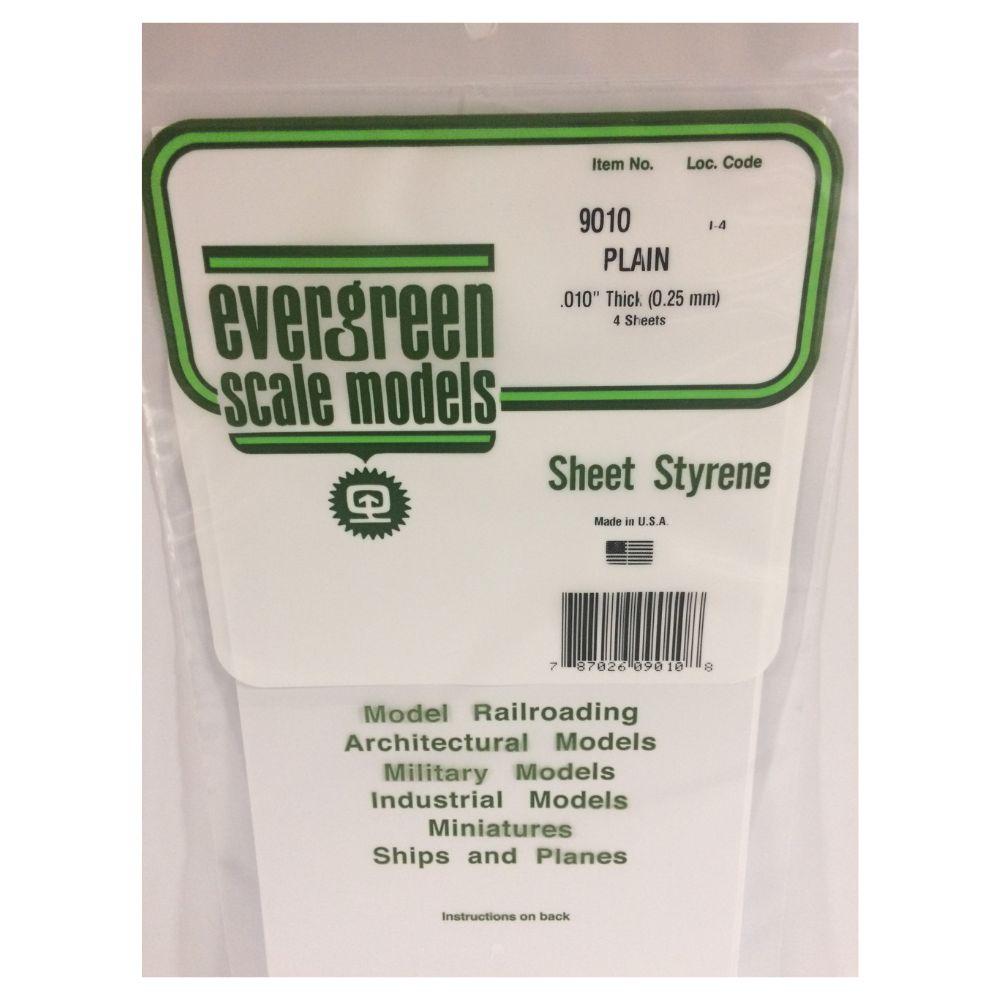 Item No. Loc. Code
9010 I-4
PLAIN
.010" Thick (0.25 mm)
4 Sheets
evergreen
scale models
Sheet Styrene
Made in U.S.A.
7 87026 09010 8
Model Railroading
Architectural Models
Military Models
Industrial Models
Miniatures
Ships and Planes
Instructions on back